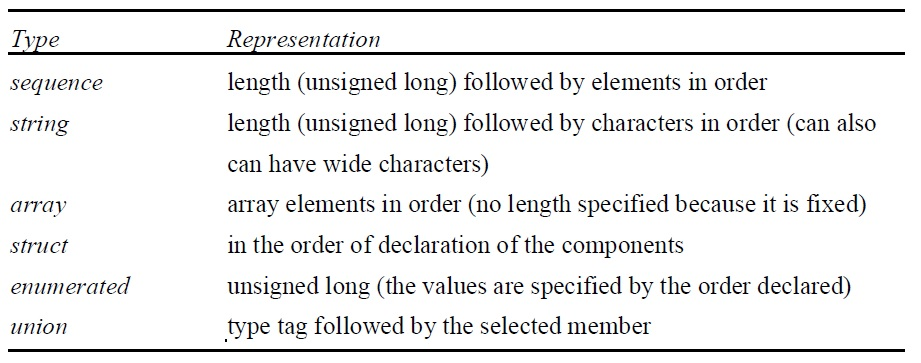 Type Representation
sequence length (unsigned long) followed by elements in order
string length (unsigned long) followed by characters in order (can also
can have wide characters)
array array elements in order (no length specified because it is fixed)
struct in the order of declaration of the components
enumerated unsigned long (the values are specified by the order declared)
union type tag followed by the selected member